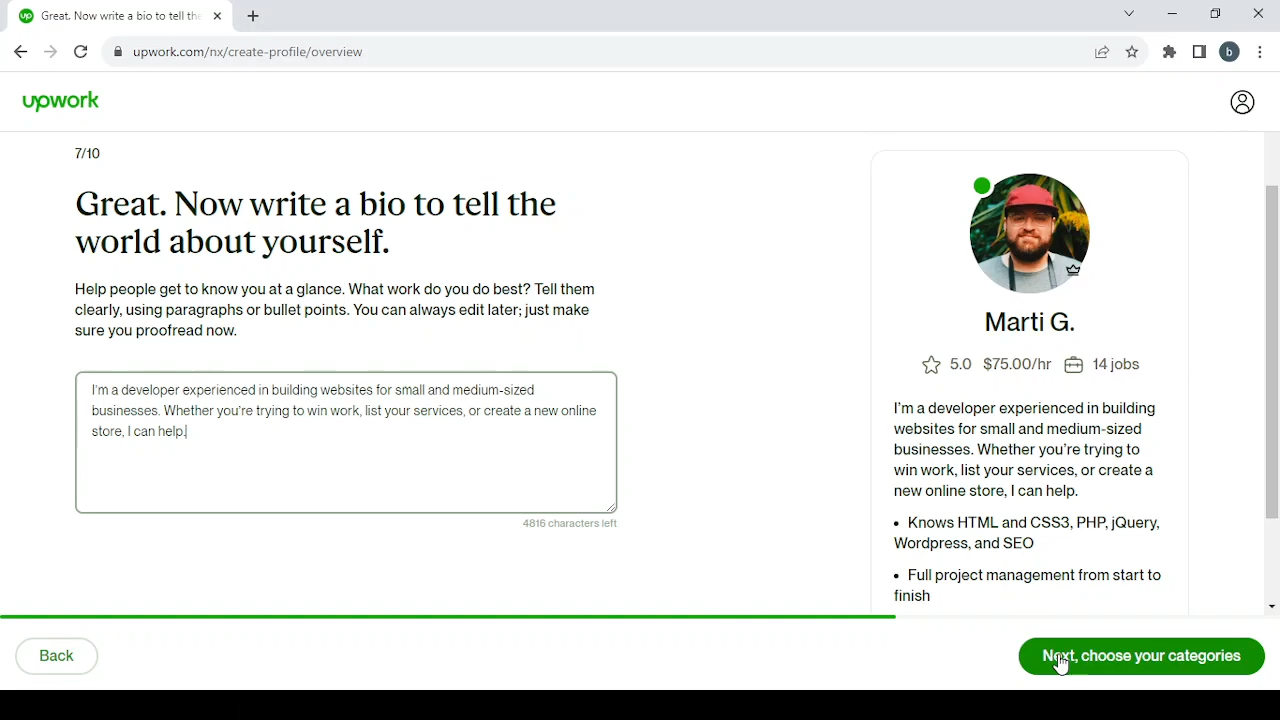 Great. Now write a bio to tell the
upwork.com/nx/create-profile/overview
b
upwork
7/10
Great. Now write a bio to tell the
world about yourself.
Help people get to know you at a glance. What work do you do best? Tell them
clearly, using paragraphs or bullet points. You can always edit later; just make
sure you proofread now.
I'm a developer experienced in building websites for small and medium-sized
businesses. Whether you're trying to win work, list your services, or create a new online
store, I can help.
4816 characters left
Marti G.
5.0 $75.00/hr 14 jobs
I'm a developer experienced in building
websites for small and medium-sized
businesses. Whether you're trying to
win work, list your services, or create a
new online store, I can help.
• Knows HTML and CSS3, PHP, jQuery,
Wordpress, and SEO
• Full project management from start to
finish
Back
Next, choose your categories